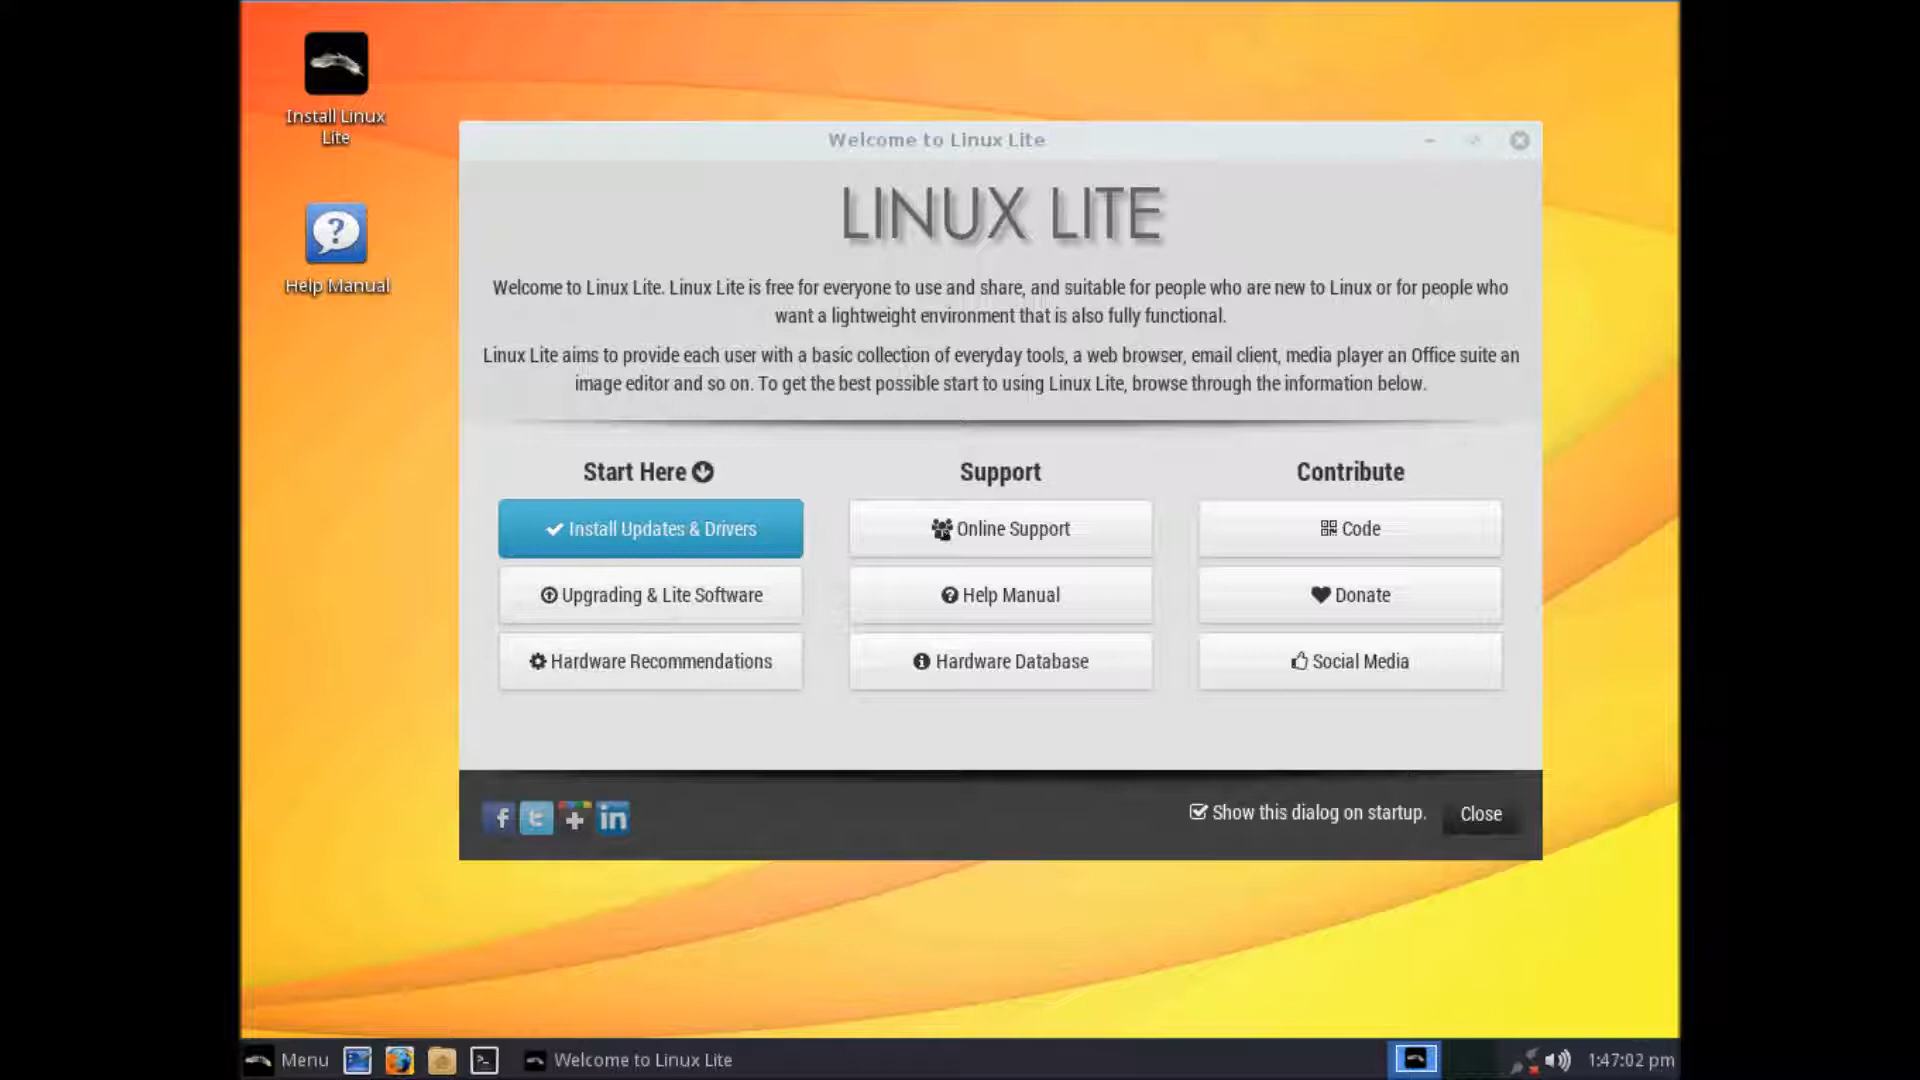 Install Linux
Lite
Help Manual
Welcome to Linux Lite
LINUX LITE
Welcome to Linux Lite. Linux Lite is free for everyone to use and share, and suitable for people who are new to Linux or for people who
want a lightweight environment that is also fully functional.
Linux Lite aims to provide each user with a basic collection of everyday tools, a web browser, email client, media player an Office suite an
image editor and so on. To get the best possible start to using Linux Lite, browse through the information below.
Start Here
Install Updates & Drivers
Upgrading & Lite Software
Hardware Recommendations
Support
Online Support
Help Manual
Hardware Database
Contribute
Code
Donate
Social Media
Show this dialog on startup.
Close
Menu
Welcome to Linux Lite
1:47:02 pm